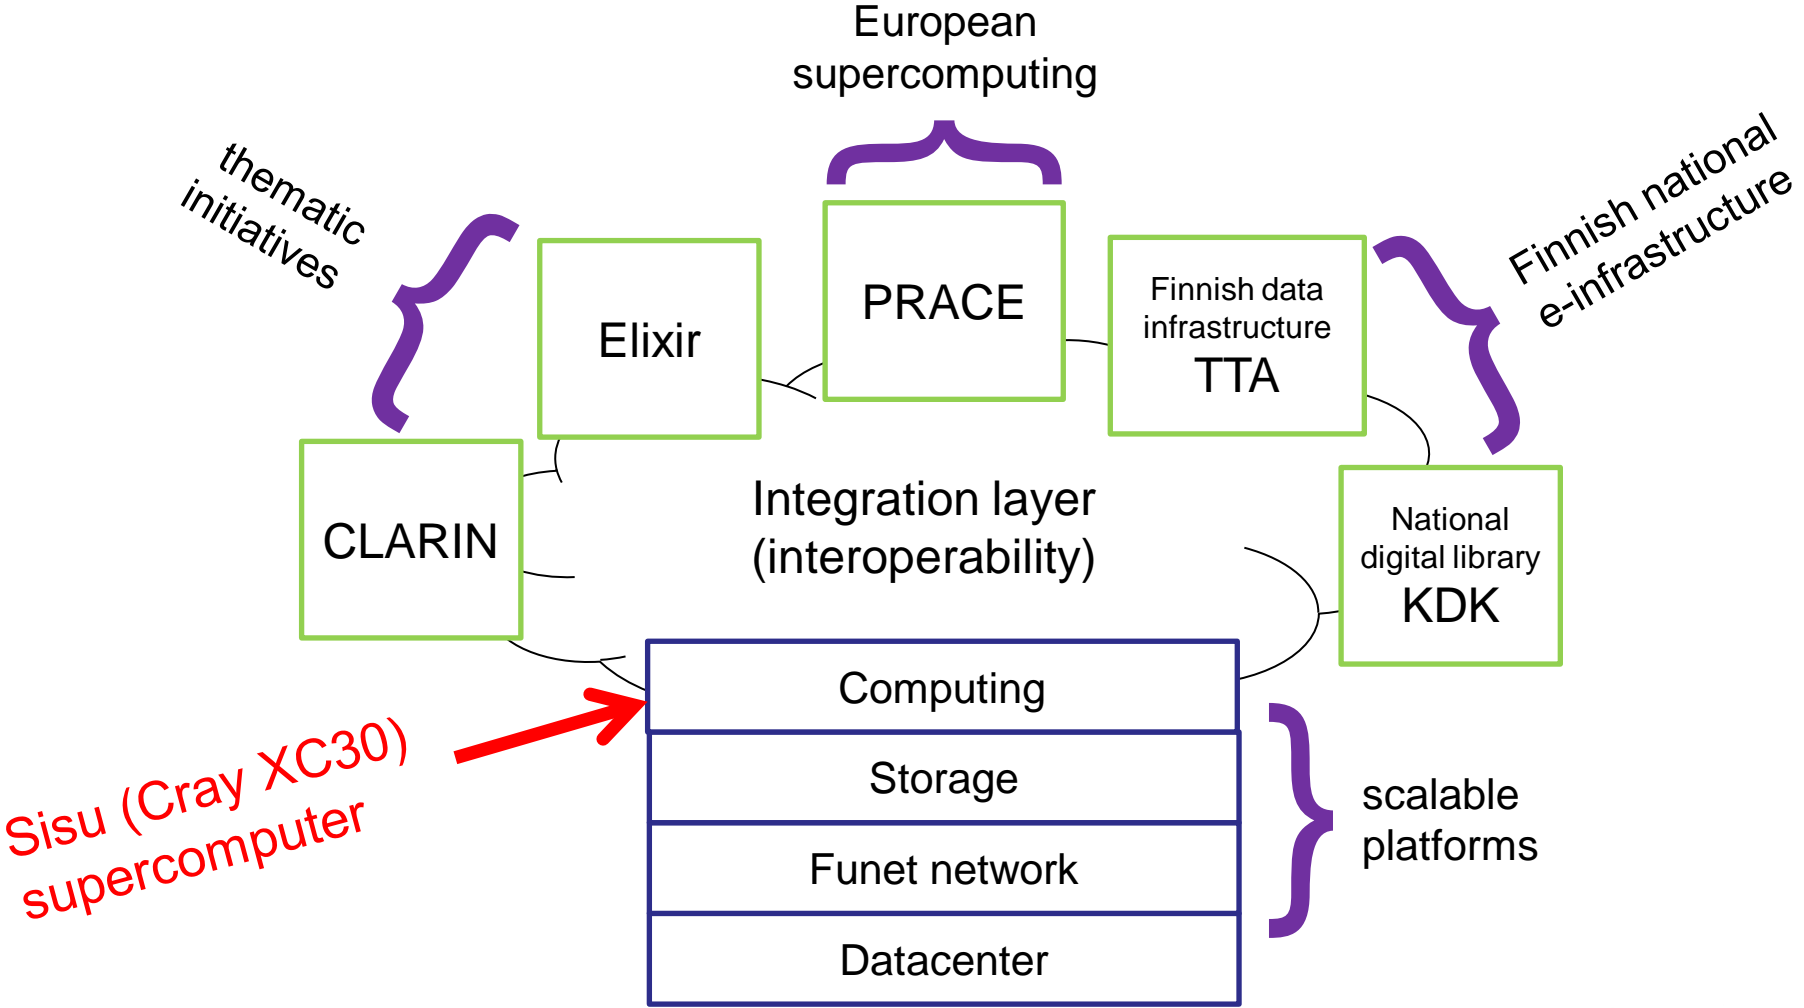 European
supercomputing
thematic
initiatives
Finnish national
e-infrastructure
PRACE
Elixir
Finnish data
infrastructure
TTA
CLARIN
Integration layer
(interoperability)
National
digital library
KDK
Computing
Storage
Funet network
Datacenter
Sisu (Cray XC30)
supercomputer
scalable
platforms